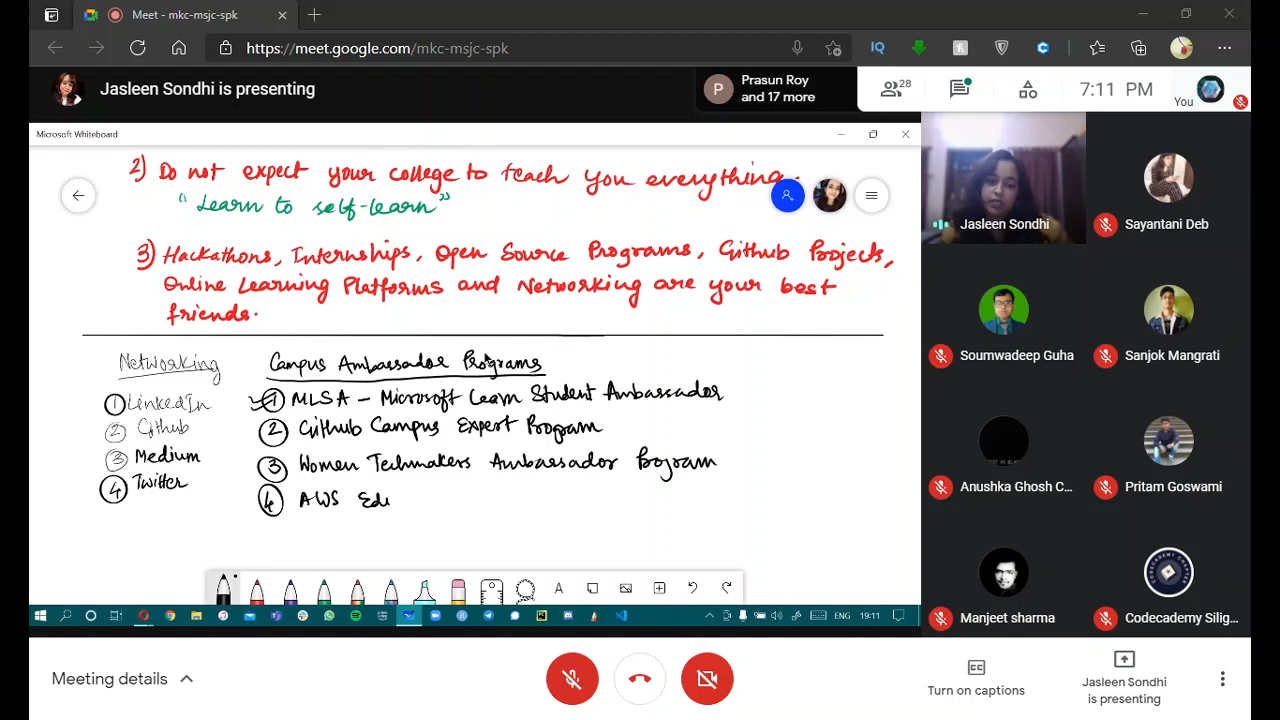 Meet - mkc-msjc-spk
https://meet.google.com/mkc-msjc-spk
IQ
Jasleen Sondhi is presenting
P
Prasun Roy
and 17 more
28
7:11 PM
You
Microsoft Whiteboard
2) Do not expect your college to teach you everything.
"Learn to self-learn"
3) Hackathons, Internships, Open Source Programs, Github Projects,
Online Learning Platforms and Networking are your best
friends.
Networking
1 LinkedIn
2 Github
3 Medium
4 Twitter
Campus Ambassador Programs
1 MLSA - Microsoft Learn Student Ambassador
2 Github Campus Expert Program
3 Women Techmakers Ambassador Program
4 AWS Edu
A
ENG
19:11
Jasleen Sondhi
Sayantani Deb
Soumwadeep Guha
Sanjok Mangrati
Anushka Ghosh C...
Pritam Goswami
Manjeet sharma
Codecademy Silig...
Meeting details
Turn on captions
Jasleen Sondhi
is presenting